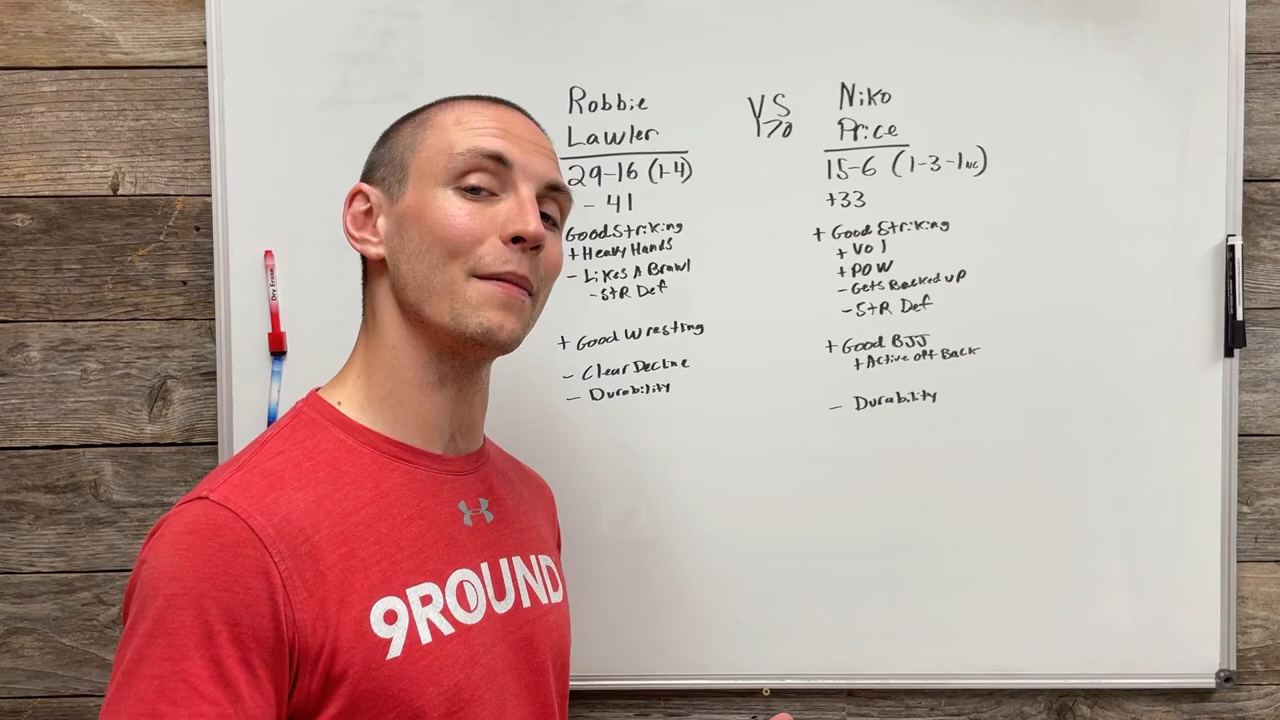 Robbie
Lawler
29-16 (1-4)
- 41
Good Striking
+ Heavy Hands
- Likes A Brawl
- StR Def
+ Good Wrestling
- Clear Decline
- Durability
VS
170
Niko
Price
15-6 (1-3-1NC)
+33
+ Good Striking
+ Vol
+ POW
- Gets Backed up
- StR Def
+ Good BJJ
+ Active off Back
- Durability
Dry Erase
9ROUND